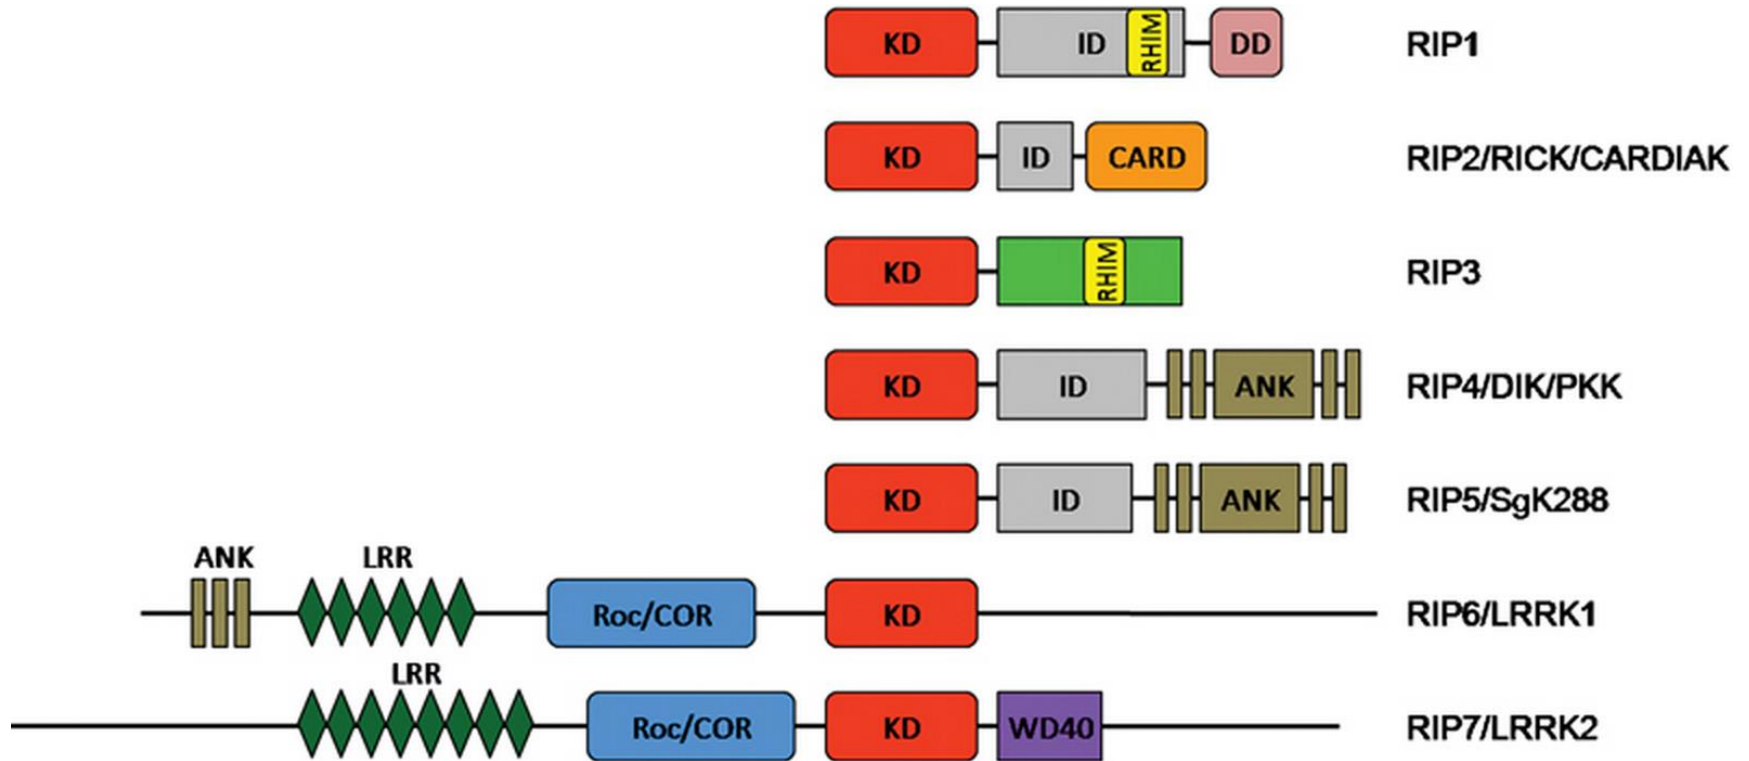 KD ID RHIM DD RIP1
KD ID CARD RIP2/RICK/CARDIAK
KD RHIM RIP3
KD ID ANK RIP4/DIK/PKK
KD ID ANK RIP5/SgK288
ANK LRR
Roc/COR KD RIP6/LRRK1
LRR
Roc/COR KD WD40 RIP7/LRRK2